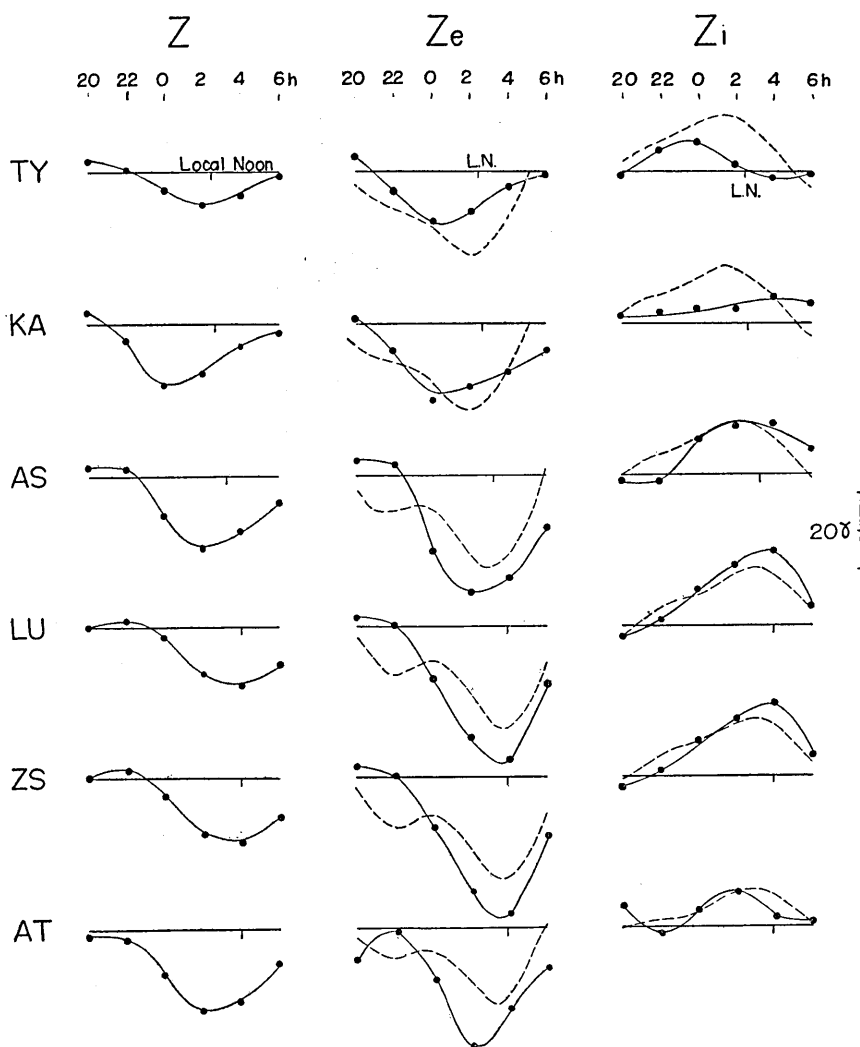 Z Ze Zi
20 22 0 2 4 6h 20 22 0 2 4 6h 20 22 0 2 4 6h
TY Local Noon L.N. L.N.
KA
AS
20γ
LU
ZS
AT